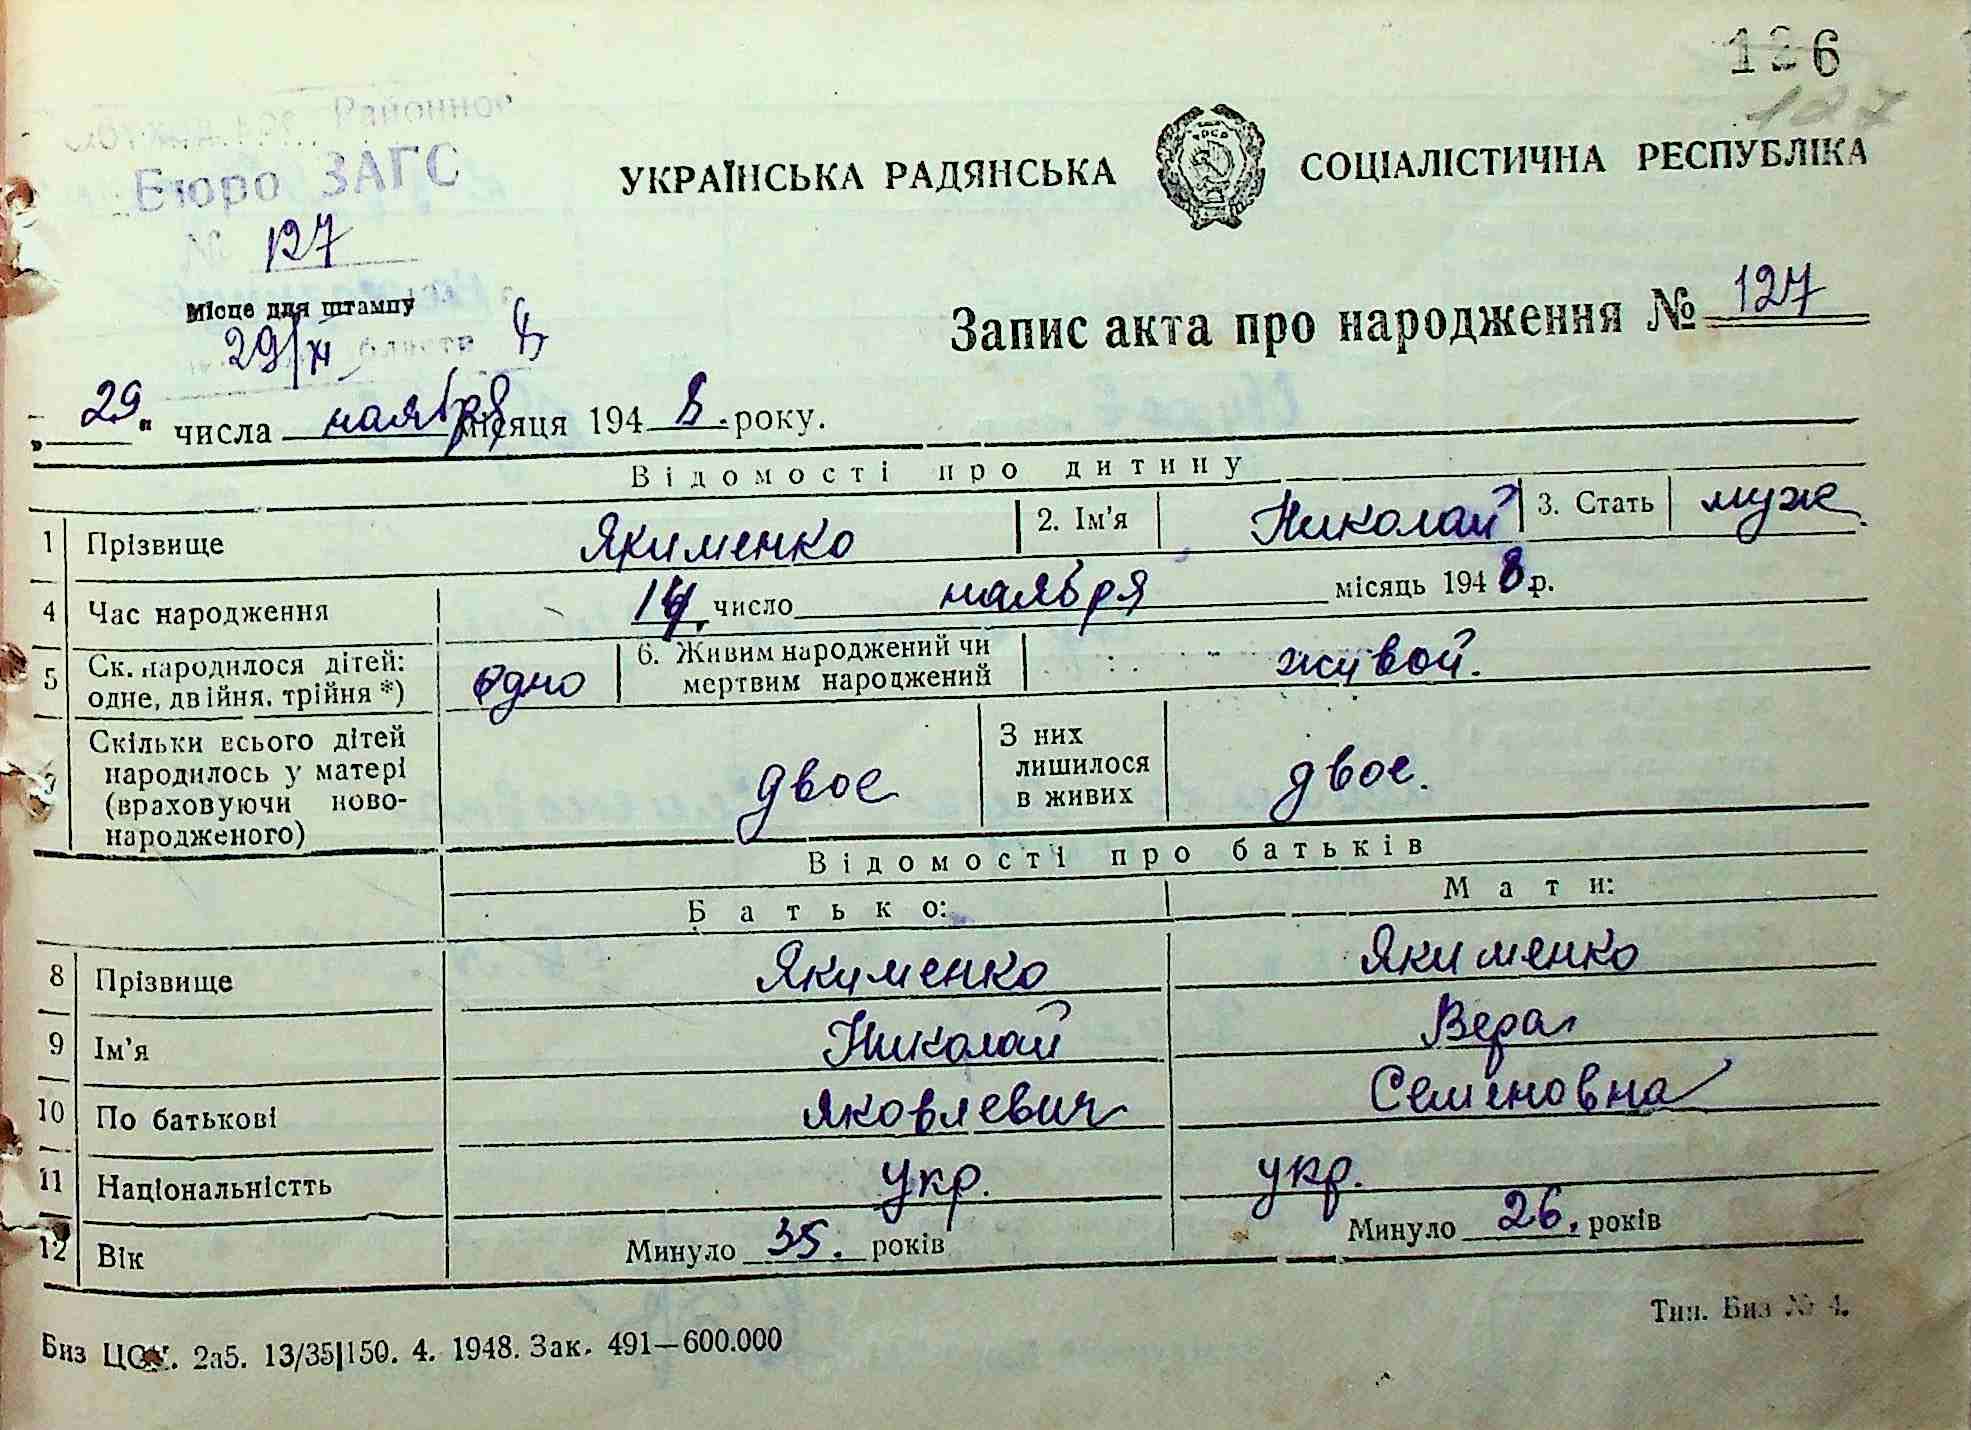 126
127
Районное
Бюро ЗАГС
УКРАЇНСЬКА РАДЯНСЬКА СОЦІАЛІСТИЧНА РЕСПУБЛІКА
№ 127
Місце для штампу
29/XI
Запис акта про народження № 127
„ 29. " числа ноября місяця 1948. року.
Відомості про дитину
1 Прізвище Якименко 2. Ім'я Николай 3. Стать муж.
4 Час народження 14. число ноября місяць 1948 р.
5 Ск. народилося дітей: одно 6. Живим народжений чи живой.
одне, двійня, трійня *) мертвим народжений
Скільки всього дітей З них
народилось у матері двое лишилося двое.
(враховуючи ново- в живих
народженого)
Відомості про батьків
Батько: Мати:
8 Прізвище Якименко Якименко
9 Ім'я Николай Вера
10 По батькові Яковлевич Семеновна
11 Національністть укр. укр.
12 Вік Минуло 35. років Минуло 26. років
Тип. Биз № 4.
Биз 2а5. 13/35|150. 4. 1948. Зак. 491—600.000